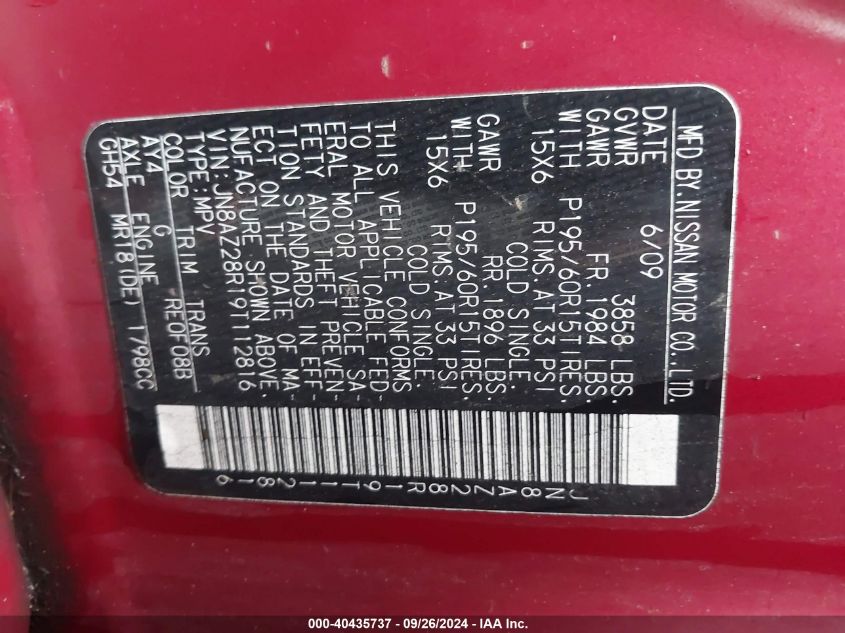 MFD BY. NISSAN MOTOR CO., LTD.
DATE 6/09
GVWR 3858 LBS.
GAWR FR. 1984 LBS.
WITH P195/60R15TIRES
15X6 RIMS. AT 33 PSI
COLD SINGLE.
GAWR RR. 1896 LBS.
WITH P195/60R15TIRES.
15X6 RIMS. AT 33 PSI
COLD SINGLE.
THIS VEHICLE CONFORMS
TO ALL APPLICABLE FED-
ERAL MOTOR VEHICLE SA-
FETY AND THEFT PREVEN-
TION STANDARDS IN EFF-
ECT ON THE DATE OF MA-
NUFACTURE SHOWN ABOVE.
VIN: JN8AZ28R19T112816
TYPE: MPV
COLOR TRIM TRANS
AY4 G RE0F08B
AXLE ENGINE
GH54 MR18(DE) 1798CC
JN8AZ28R19T112816
000-40435737 - 09/26/2024 - IAA Inc.